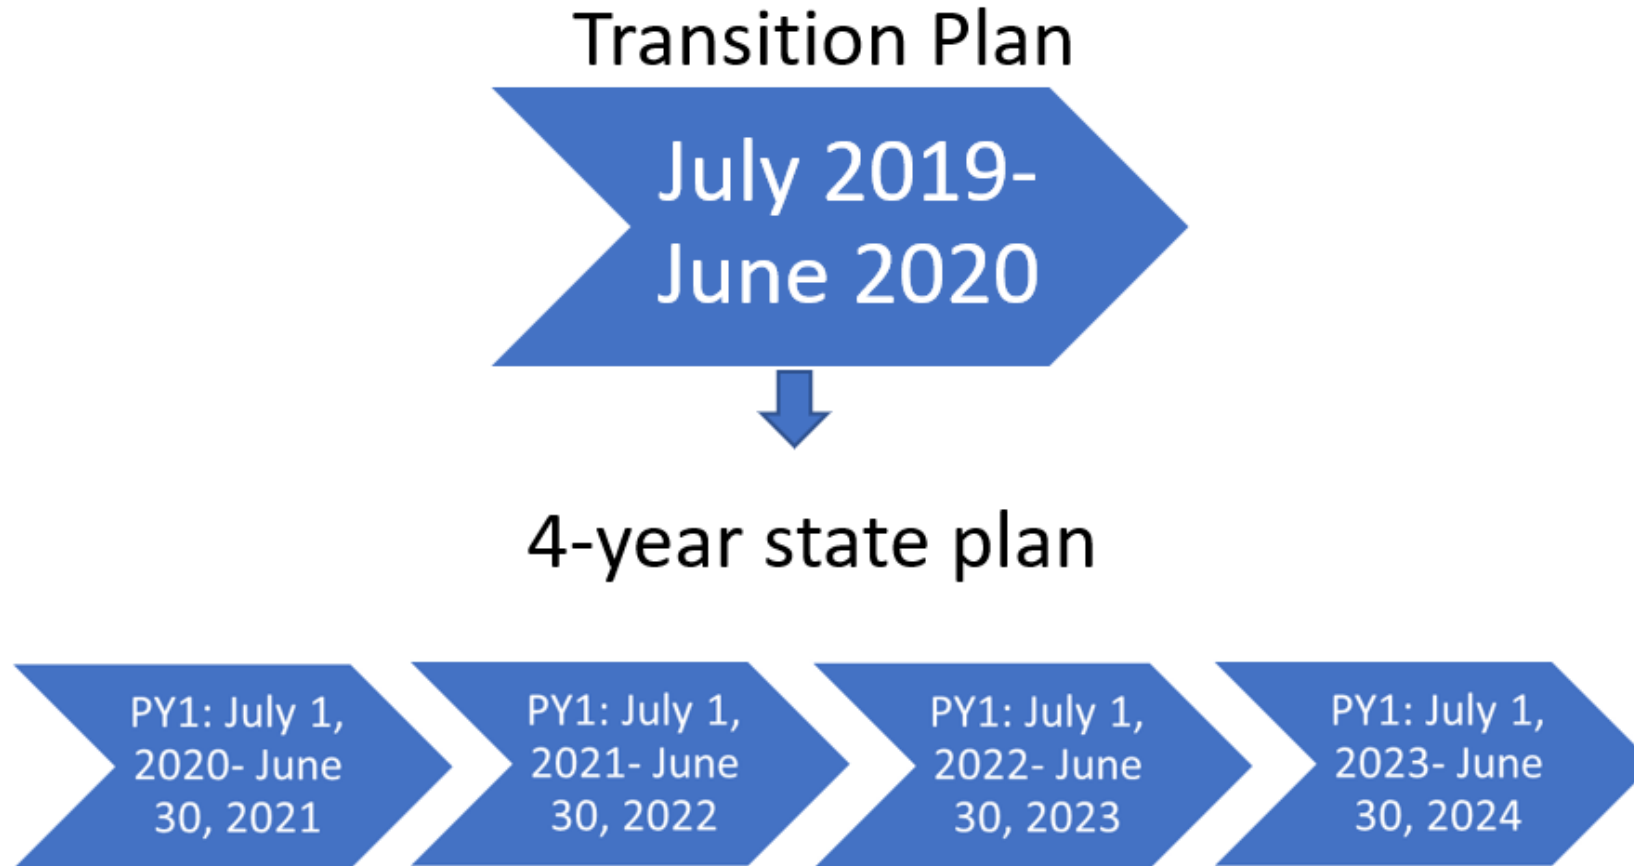 Transition Plan
July 2019-
June 2020
4-year state plan
PY1: July 1,
2020- June
30, 2021
PY1: July 1,
2021- June
30, 2022
PY1: July 1,
2022- June
30, 2023
PY1: July 1,
2023- June
30, 2024